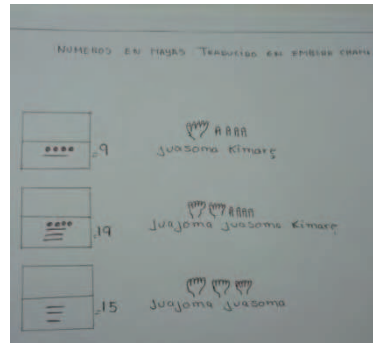 NUMEROS EN MAYAS TRADUCIDO EN EMBERA CHAMI
.9
Juasoma Kimare
.19
Juajoma juasoma Kimare
.15
Juajoma juasoma